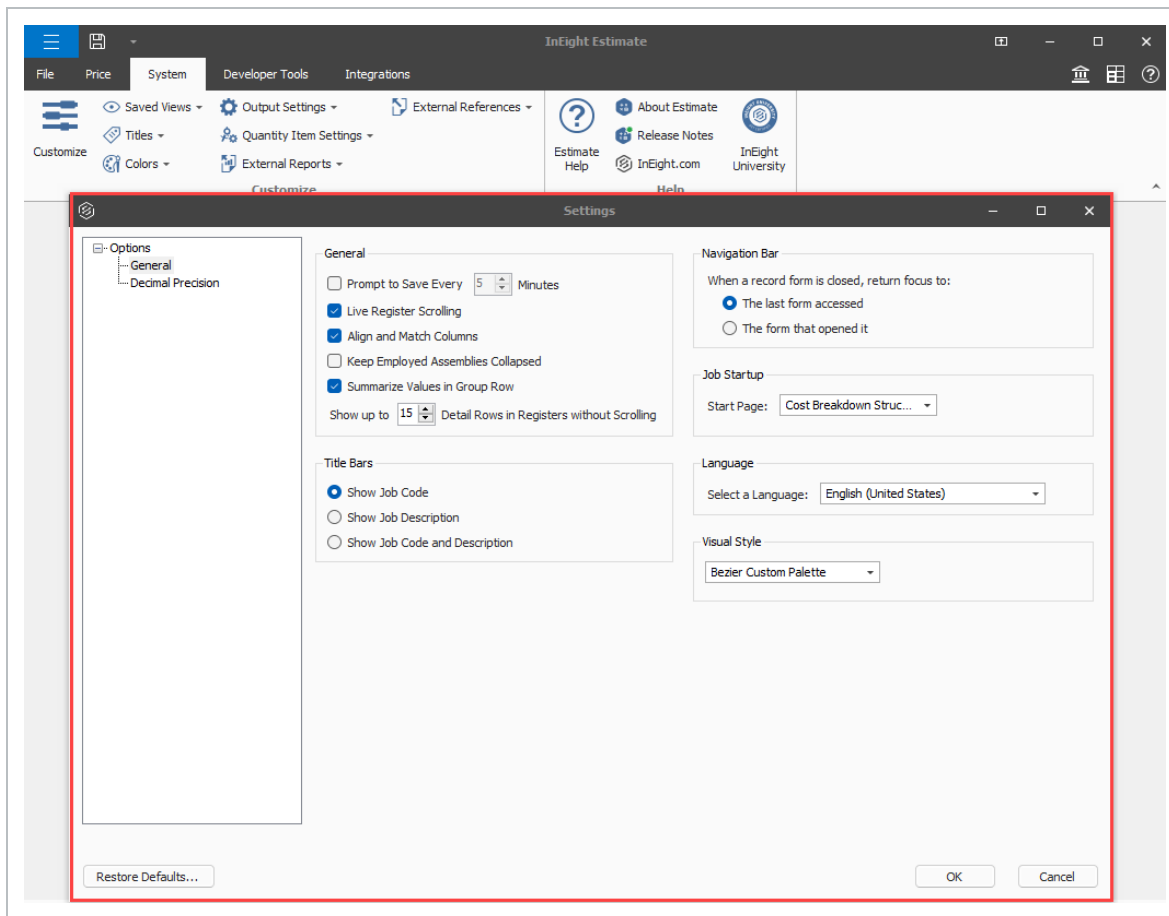 InEight Estimate
File Price System Developer Tools Integrations
Customize
Saved Views
Titles
Colors
Output Settings
Quantity Item Settings
External Reports
External References
Customize
Estimate
Help
About Estimate
Release Notes
InEight.com
InEight
University
Help
Settings
Options
General
Decimal Precision
General
Prompt to Save Every 5 Minutes
Live Register Scrolling
Align and Match Columns
Keep Employed Assemblies Collapsed
Summarize Values in Group Row
Show up to 15 Detail Rows in Registers without Scrolling
Title Bars
Show Job Code
Show Job Description
Show Job Code and Description
Navigation Bar
When a record form is closed, return focus to:
The last form accessed
The form that opened it
Job Startup
Start Page: Cost Breakdown Struc...
Language
Select a Language: English (United States)
Visual Style
Bezier Custom Palette
Restore Defaults...
OK Cancel